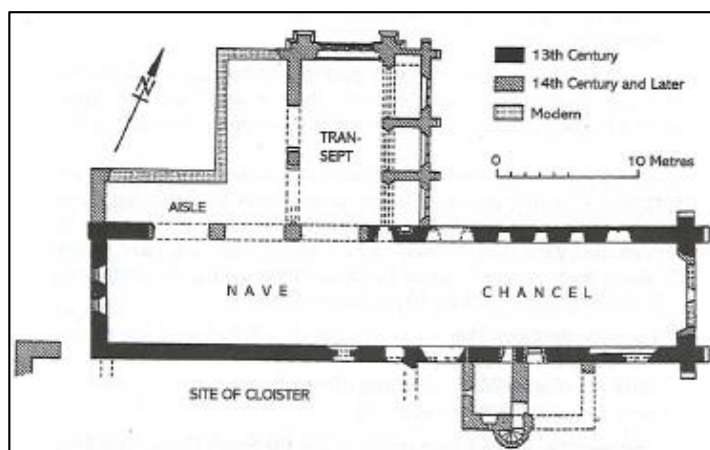 N
13th Century
14th Century and Later
Modern
TRAN-
SEPT
0 10 Metres
AISLE
NAVE CHANCEL
SITE OF CLOISTER